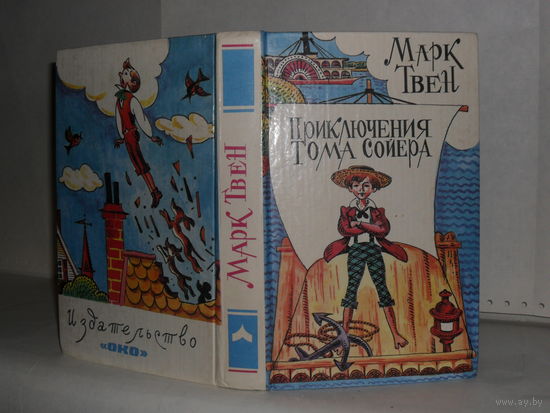 МАРК
ТВЕН
ПРИКЛЮЧЕНИЯ
ТОМА СОЙЕРА
МАРК ТВЕН
Издательство
«ОКО»
www.ay.by